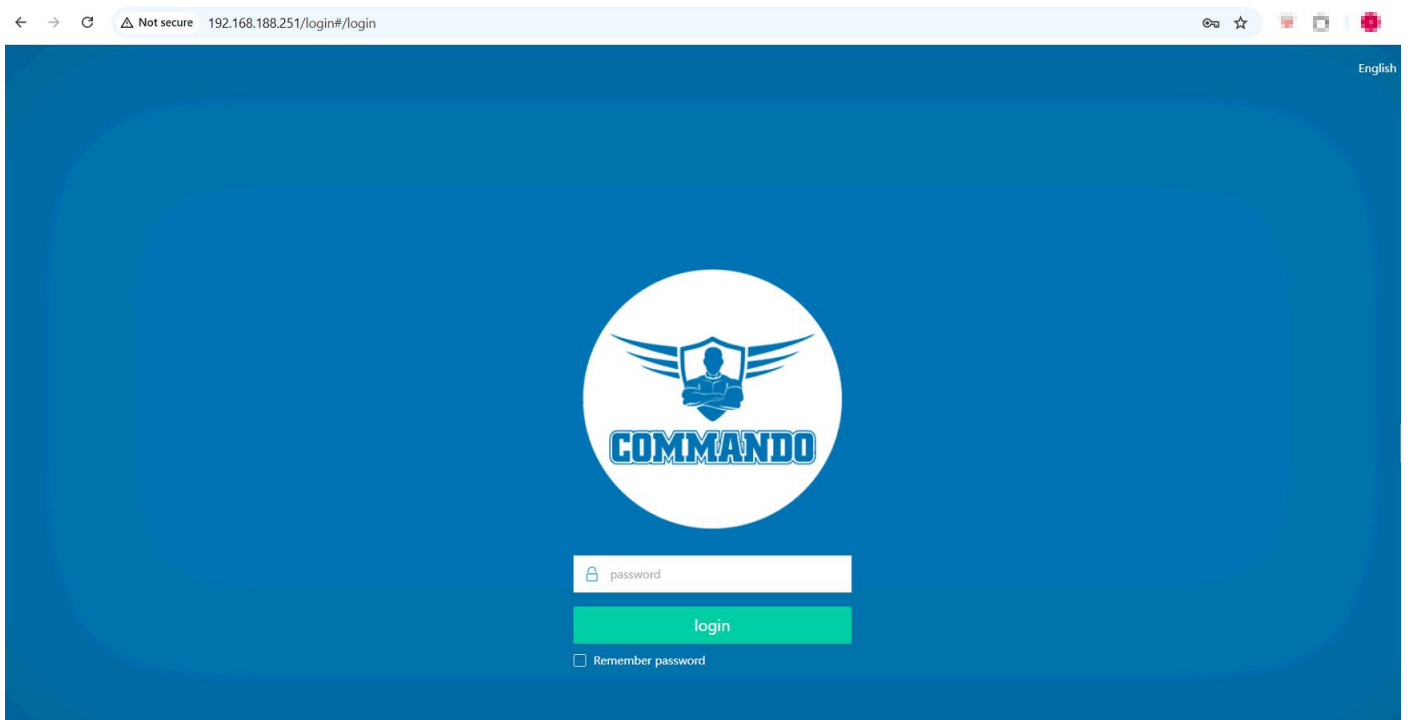 Not secure 192.168.188.251/login#/login
English
COMMANDO
password
login
Remember password